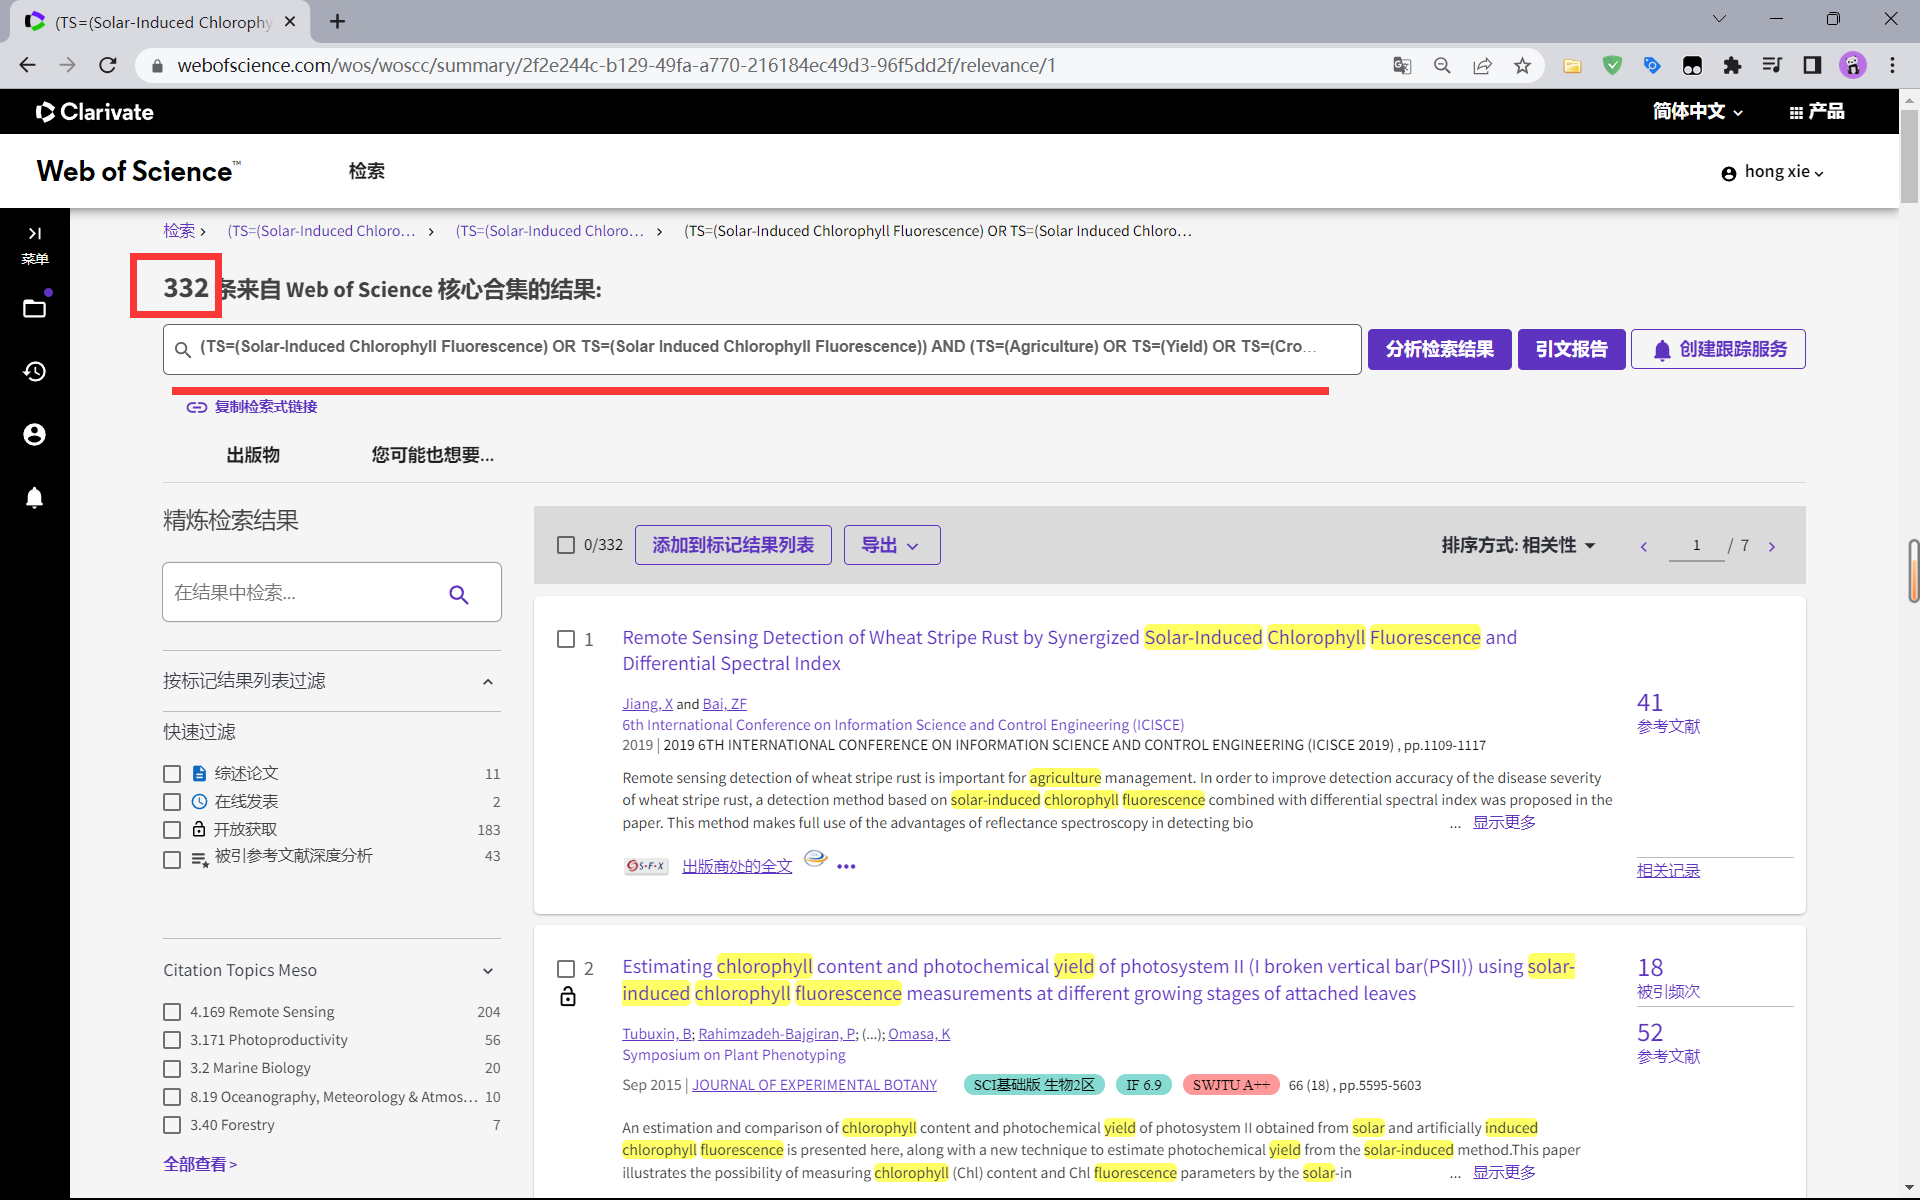 (TS=(Solar-Induced Chloroph
webofscience.com/wos/woscc/summary/2f2e244c-b129-49fa-a770-216184ec49d3-96f5dd2f/relevance/1
Clarivate
简体中文
产品
Web of Science™
检索
hong xie
菜单
检索 > (TS=(Solar-Induced Chloro… > (TS=(Solar-Induced Chloro… > (TS=(Solar-Induced Chlorophyll Fluorescence) OR TS=(Solar Induced Chloro…
332 条来自 Web of Science 核心合集的结果:
(TS=(Solar-Induced Chlorophyll Fluorescence) OR TS=(Solar Induced Chlorophyll Fluorescence)) AND (TS=(Agriculture) OR TS=(Yield) OR TS=(Cro…
分析检索结果
引文报告
创建跟踪服务
复制检索式链接
出版物
您可能也想要...
精炼检索结果
在结果中检索...
按标记结果列表过滤
快速过滤
综述论文 11
在线发表 2
开放获取 183
被引参考文献深度分析 43
Citation Topics Meso
4.169 Remote Sensing 204
3.171 Photoproductivity 56
3.2 Marine Biology 20
8.19 Oceanography, Meteorology & Atmos… 10
3.40 Forestry 7
全部查看 >
0/332
添加到标记结果列表
导出
排序方式: 相关性
1 / 7
1
Remote Sensing Detection of Wheat Stripe Rust by Synergized Solar-Induced Chlorophyll Fluorescence and
Differential Spectral Index
Jiang, X and Bai, ZF
6th International Conference on Information Science and Control Engineering (ICISCE)
2019 | 2019 6TH INTERNATIONAL CONFERENCE ON INFORMATION SCIENCE AND CONTROL ENGINEERING (ICISCE 2019) , pp.1109-1117
Remote sensing detection of wheat stripe rust is important for agriculture management. In order to improve detection accuracy of the disease severity
of wheat stripe rust, a detection method based on solar-induced chlorophyll fluorescence combined with differential spectral index was proposed in the
paper. This method makes full use of the advantages of reflectance spectroscopy in detecting bio ... 显示更多
S·F·X
出版商处的全文
41
参考文献
相关记录
2
Estimating chlorophyll content and photochemical yield of photosystem II (I broken vertical bar(PSII)) using solar-
induced chlorophyll fluorescence measurements at different growing stages of attached leaves
Tubuxin, B; Rahimzadeh-Bajgiran, P; (...); Omasa, K
Symposium on Plant Phenotyping
Sep 2015 | JOURNAL OF EXPERIMENTAL BOTANY SCI基础版 生物2区 IF 6.9 SWJTU A++ 66 (18) , pp.5595-5603
An estimation and comparison of chlorophyll content and photochemical yield of photosystem II obtained from solar and artificially induced
chlorophyll fluorescence is presented here, along with a new technique to estimate photochemical yield from the solar-induced method.This paper
illustrates the possibility of measuring chlorophyll (Chl) content and Chl fluorescence parameters by the solar-in ... 显示更多
18
被引频次
52
参考文献